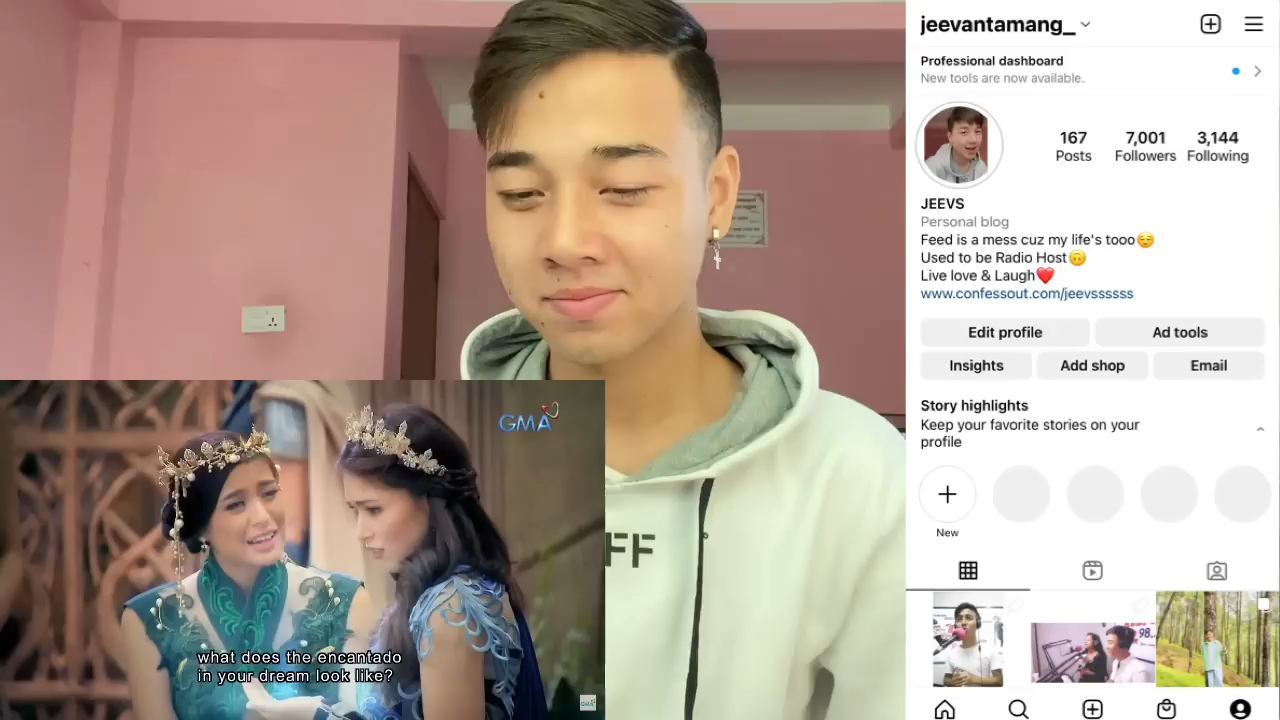 jeevantamang_
Professional dashboard
New tools are now available.
167
Posts
7,001
Followers
3,144
Following
JEEVS
Personal blog
Feed is a mess cuz my life's tooo😌
Used to be Radio Host🙃
Live love & Laugh❤️
www.confessout.com/jeevssssss
Edit profile
Ad tools
Insights
Add shop
Email
Story highlights
Keep your favorite stories on your
profile
New
98.
FF
GMA
what does the encantado
in your dream look like?
GMA